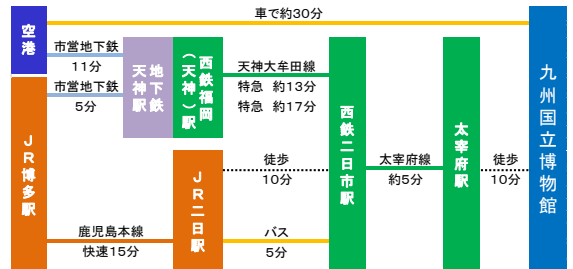 車で約30分
空港
市営地下鉄
11分
市営地下鉄
5分
地下鉄
天神駅
西鉄福岡
（天神）駅
天神大牟田線
特急 約13分
特急 約17分
西鉄二日市駅
太宰府線
約5分
太宰府駅
徒歩
10分
九州国立博物館
JR博多駅
鹿児島本線
快速15分
JR二日駅
徒歩
10分
バス
5分